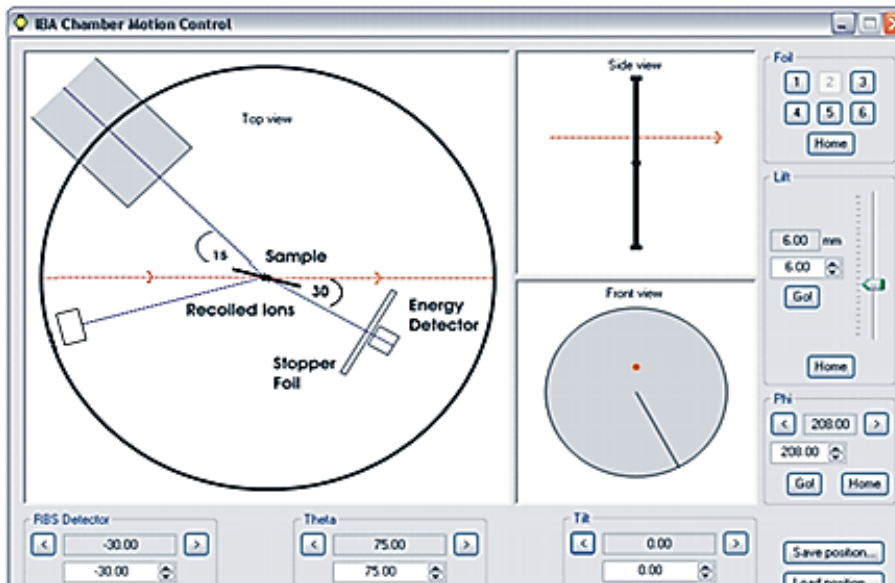 IBA Chamber Motion Control
Top view
15
Sample
30
Recoiled Ions
Energy
Detector
Stopper
Foil
Side view
Front view
Foil
1 2 3
4 5 6
Home
Lift
6.00 mm
6.00
Go!
Home
Phi
< 208.00 >
208.00
Go! Home
RBS Detector
< -30.00 >
-30.00
Theta
< 75.00 >
75.00
Tilt
< 0.00 >
0.00
Save position...
Load position...